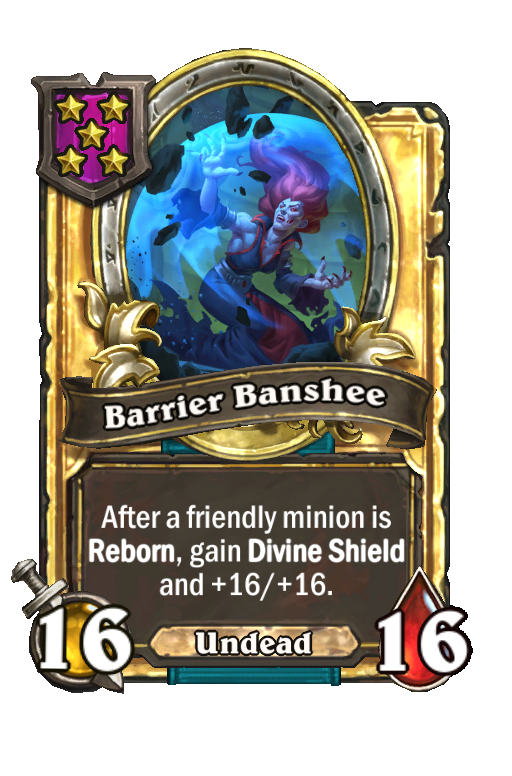 Barrier Banshee
After a friendly minion is
Reborn, gain Divine Shield
and +16/+16.
16
Undead
16